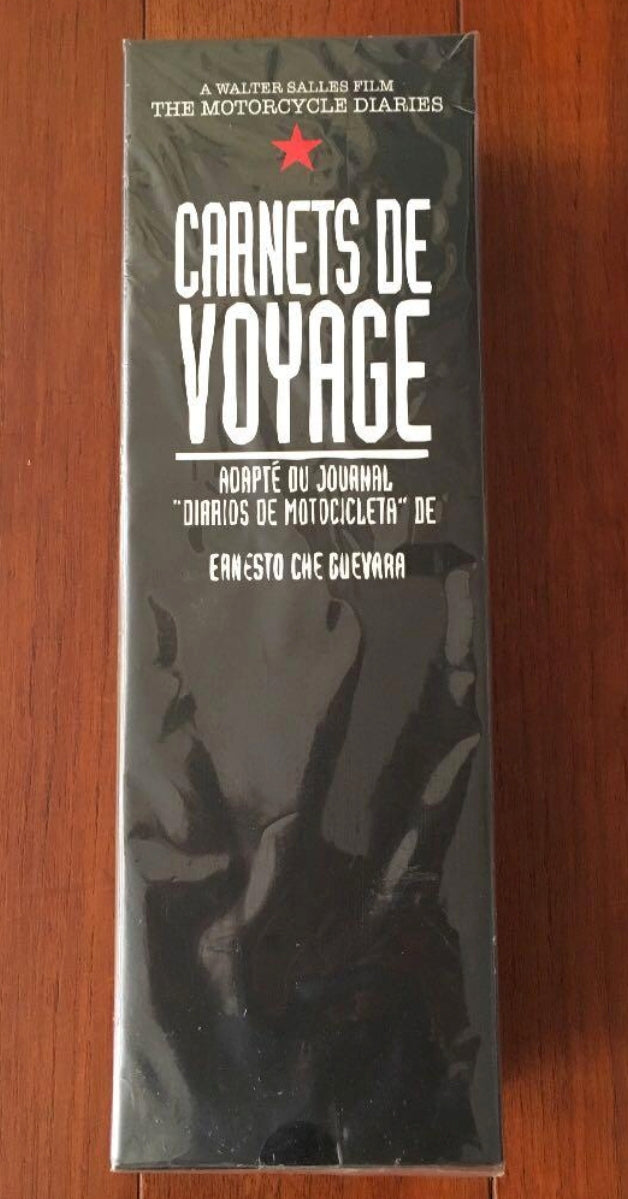 A WALTER SALLES FILM
THE MOTORCYCLE DIARIES
CARNETS DE
VOYAGE
ADAPTÉ DU JOURNAL
"DIARIOS DE MOTOCICLETA" DE
ERNESTO CHE GUEVARA